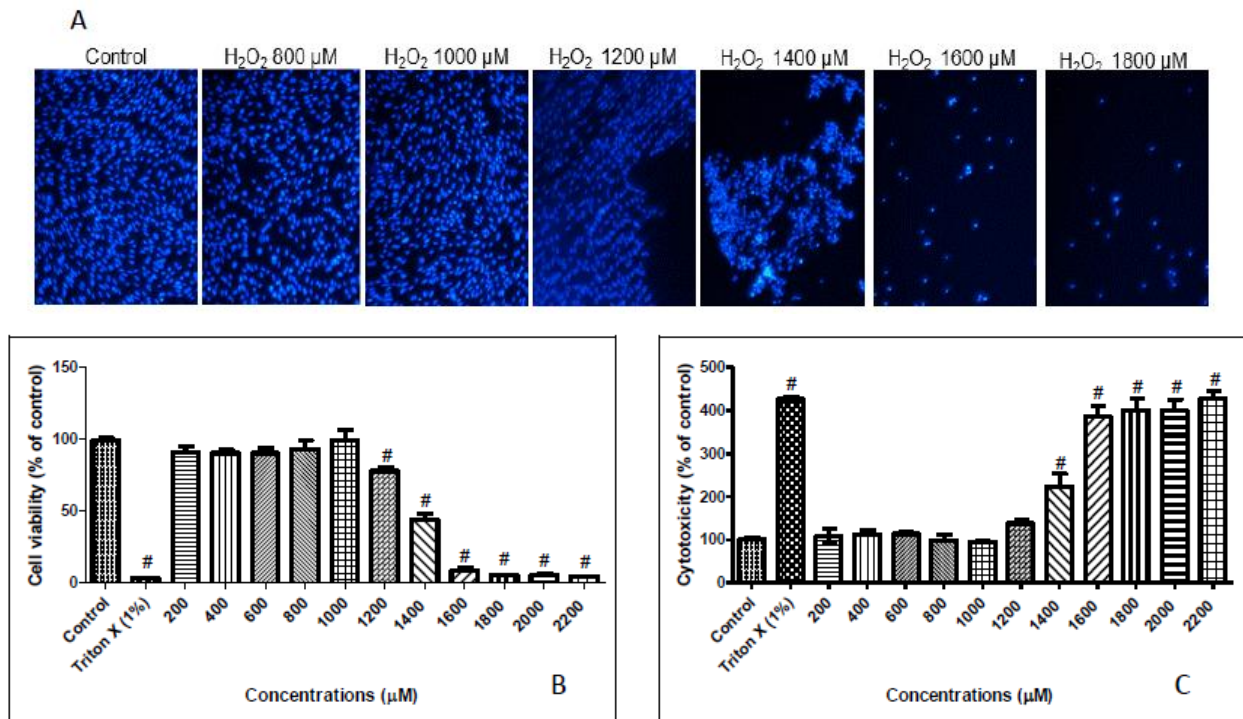 A
Control H₂O₂ 800 µM H₂O₂ 1000 µM H₂O₂ 1200 µM H₂O₂ 1400 µM H₂O₂ 1600 µM H₂O₂ 1800 µM
Cell viability (% of control)
150
100
50
0
# # # # # # #
Control Triton X (1%) 200 400 600 800 1000 1200 1400 1600 1800 2000 2200
Concentrations (µM)
B
Cytotoxicity (% of control)
500
400
300
200
100
0
# # # # # #
Control Triton X (1%) 200 400 600 800 1000 1200 1400 1600 1800 2000 2200
Concentrations (µM)
C